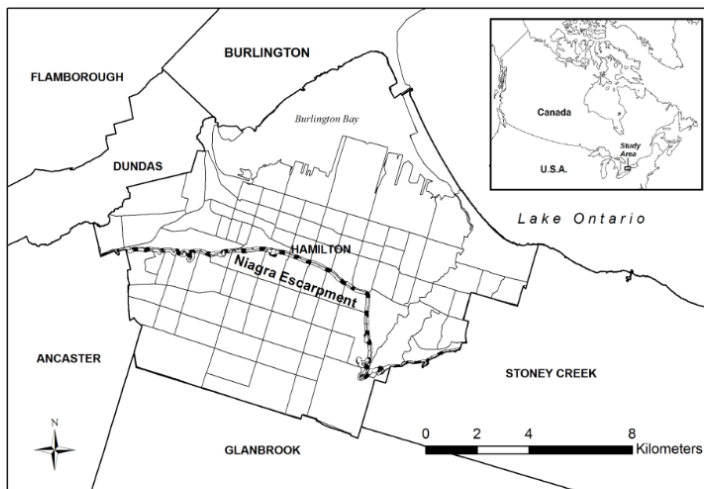 BURLINGTON
FLAMBOROUGH
Burlington Bay
Canada
Study
Area
U.S.A.
DUNDAS
Lake Ontario
HAMILTON
Niagra Escarpment
ANCASTER
STONEY CREEK
N
GLANBROOK
0 2 4 8
Kilometers